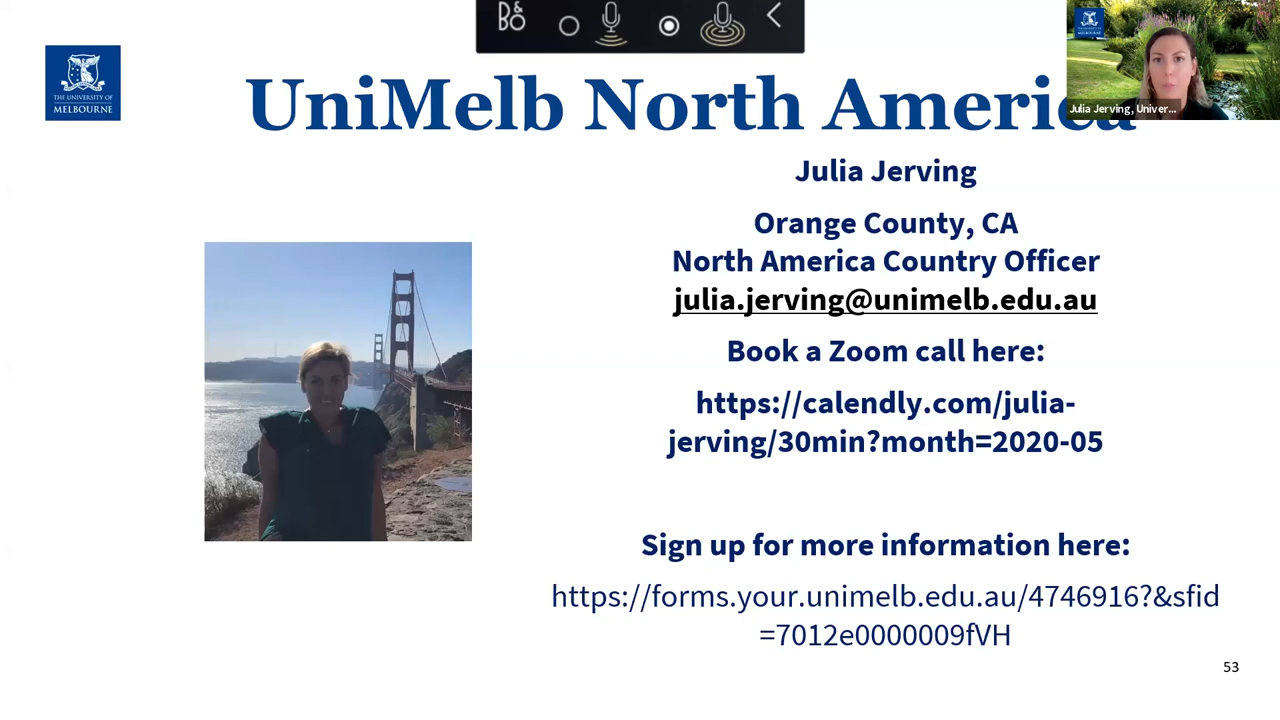 THE UNIVERSITY OF
MELBOURNE
UniMelb North America
MELBOURNE
Julia Jerving, Univer...
Julia Jerving
Orange County, CA
North America Country Officer
julia.jerving@unimelb.edu.au
Book a Zoom call here:
https://calendly.com/julia-
jerving/30min?month=2020-05
Sign up for more information here:
https://forms.your.unimelb.edu.au/4746916?&sfid
=7012e0000009fVH
53